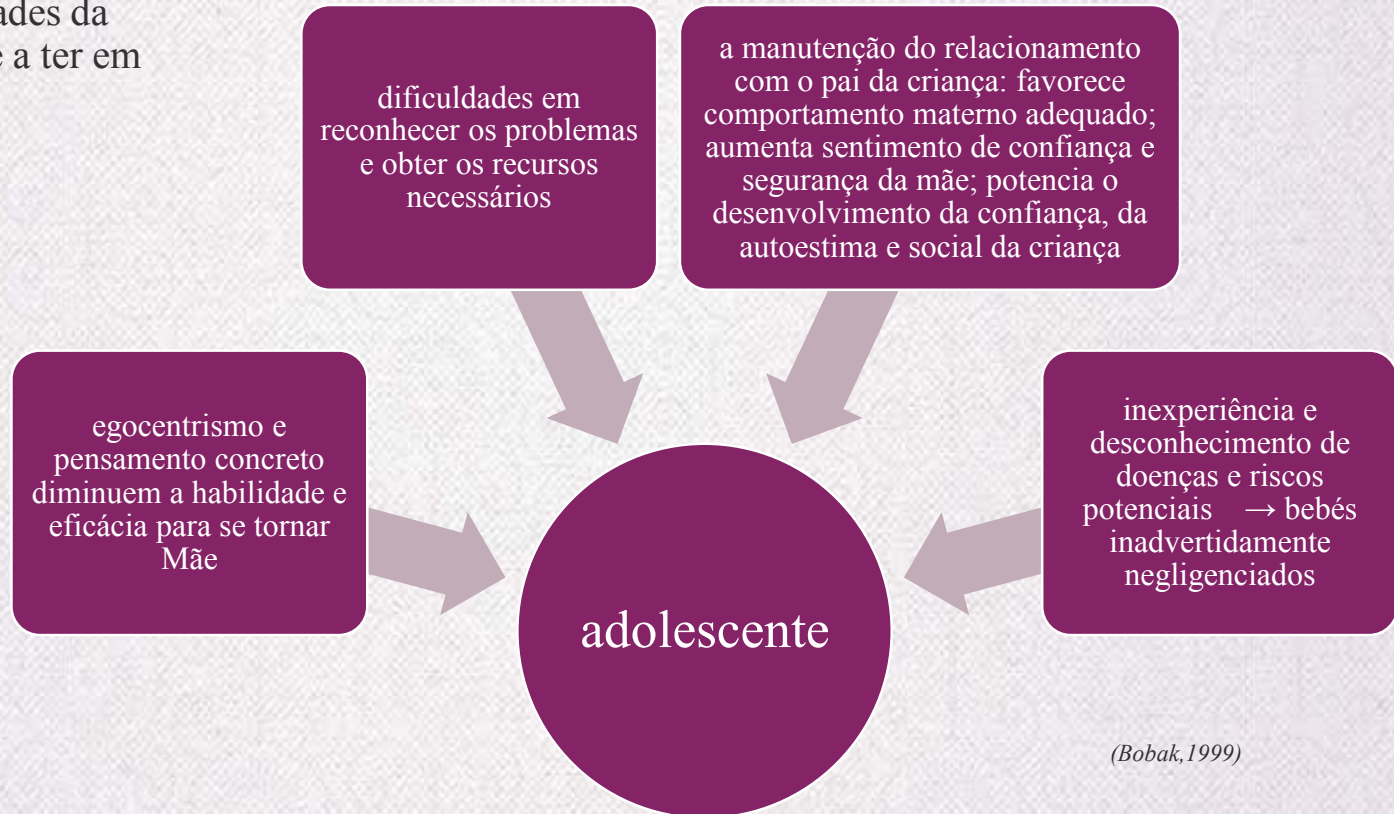 da
a ter em
dificuldades em
reconhecer os problemas
e obter os recursos
necessários
a manutenção do relacionamento
com o pai da criança: favorece
comportamento materno adequado;
aumenta sentimento de confiança e
segurança da mãe; potencia o
desenvolvimento da confiança, da
autoestima e social da criança
egocentrismo e
pensamento concreto
diminuem a habilidade e
eficácia para se tornar
Mãe
inexperiência e
desconhecimento de
doenças e riscos
potenciais → bebés
inadvertidamente
negligenciados
adolescente
(Bobak,1999)